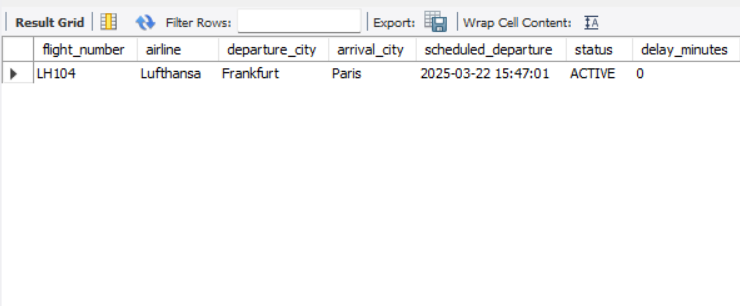 Result Grid Filter Rows: Export: Wrap Cell Content:
flight_number airline departure_city arrival_city scheduled_departure status delay_minutes
LH104 Lufthansa Frankfurt Paris 2025-03-22 15:47:01 ACTIVE 0